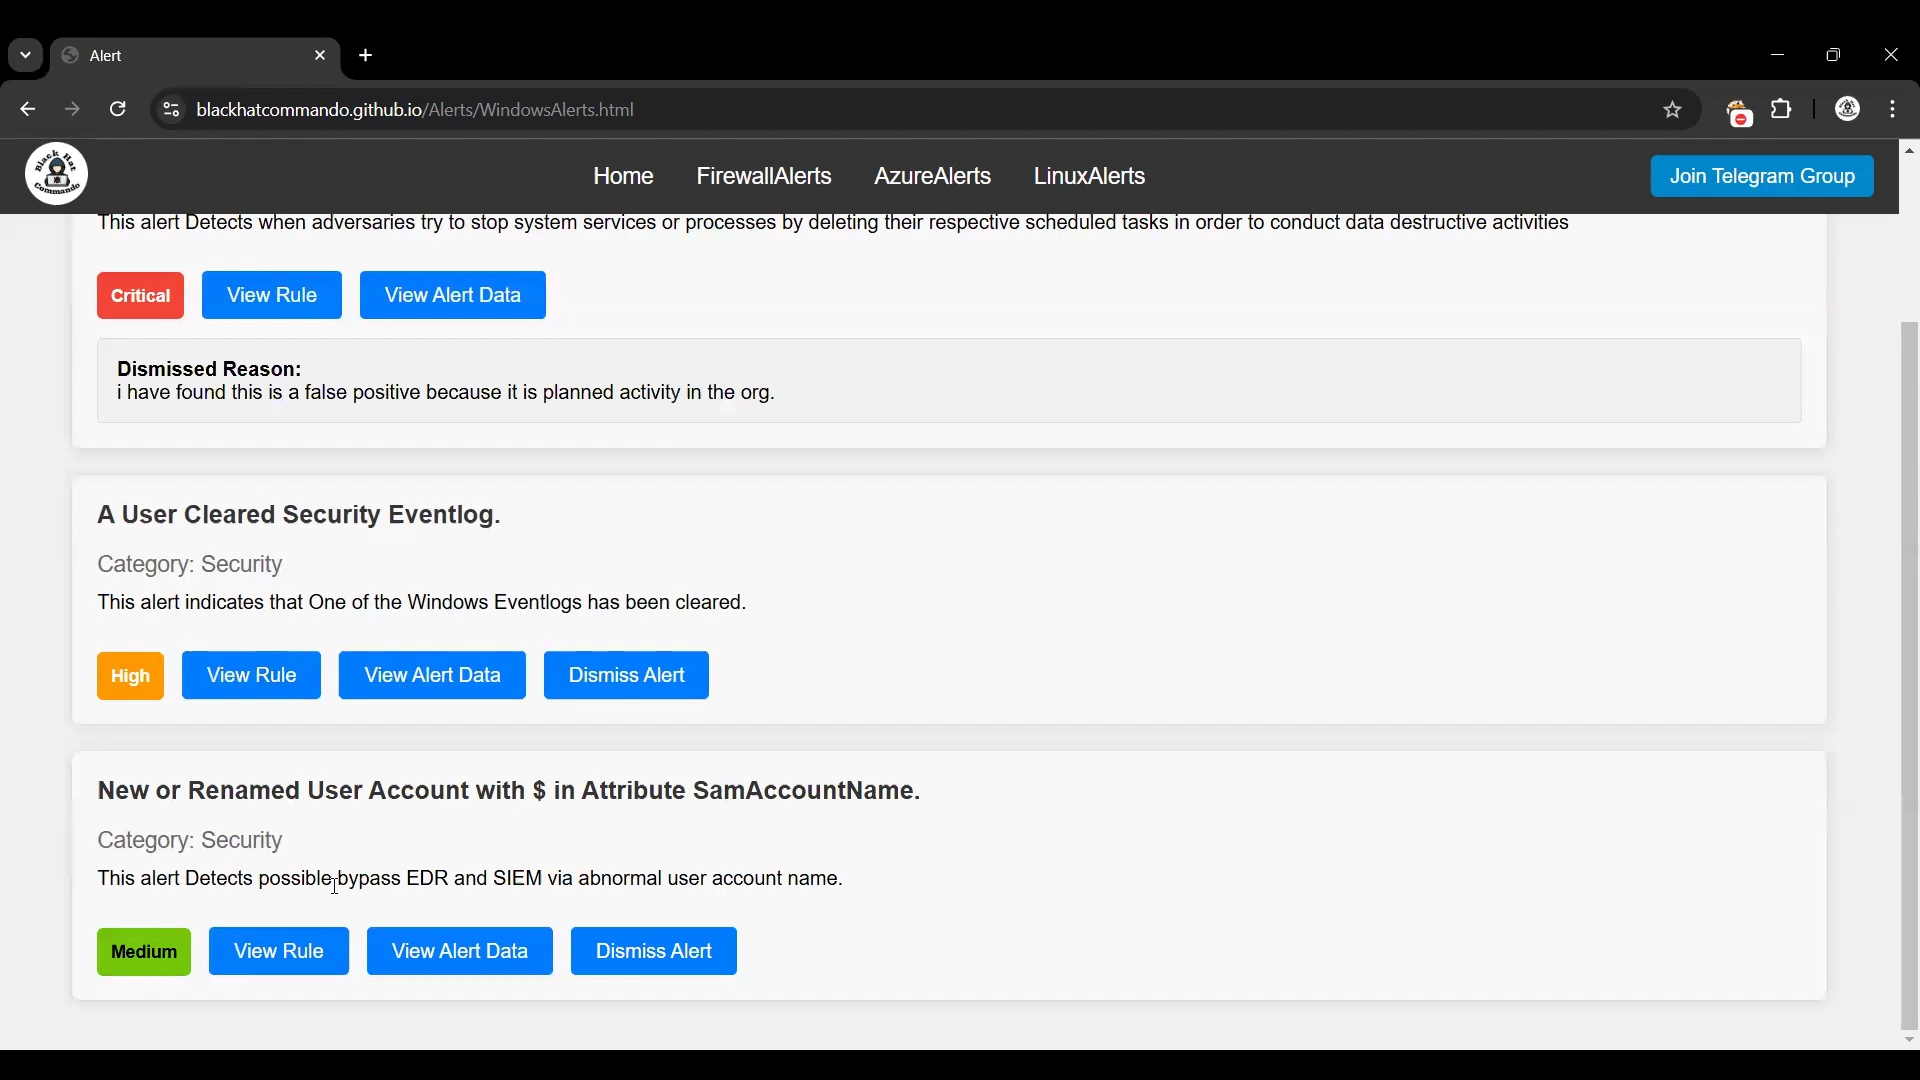 Alert
blackhatcommando.github.io/Alerts/WindowsAlerts.html
Black Hat Commando
Home FirewallAlerts AzureAlerts LinuxAlerts Join Telegram Group
This alert Detects when adversaries try to stop system services or processes by deleting their respective scheduled tasks in order to conduct data destructive activities
Critical View Rule View Alert Data
Dismissed Reason:
i have found this is a false positive because it is planned activity in the org.
A User Cleared Security Eventlog.
Category: Security
This alert indicates that One of the Windows Eventlogs has been cleared.
High View Rule View Alert Data Dismiss Alert
New or Renamed User Account with $ in Attribute SamAccountName.
Category: Security
This alert Detects possible bypass EDR and SIEM via abnormal user account name.
Medium View Rule View Alert Data Dismiss Alert